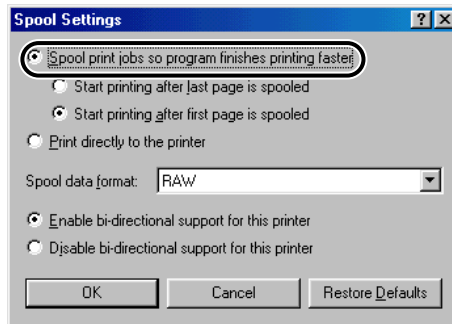 Spool Settings
Spool print jobs so program finishes printing faster
Start printing after last page is spooled
Start printing after first page is spooled
Print directly to the printer
Spool data format: RAW
Enable bi-directional support for this printer
Disable bi-directional support for this printer
OK Cancel Restore Defaults